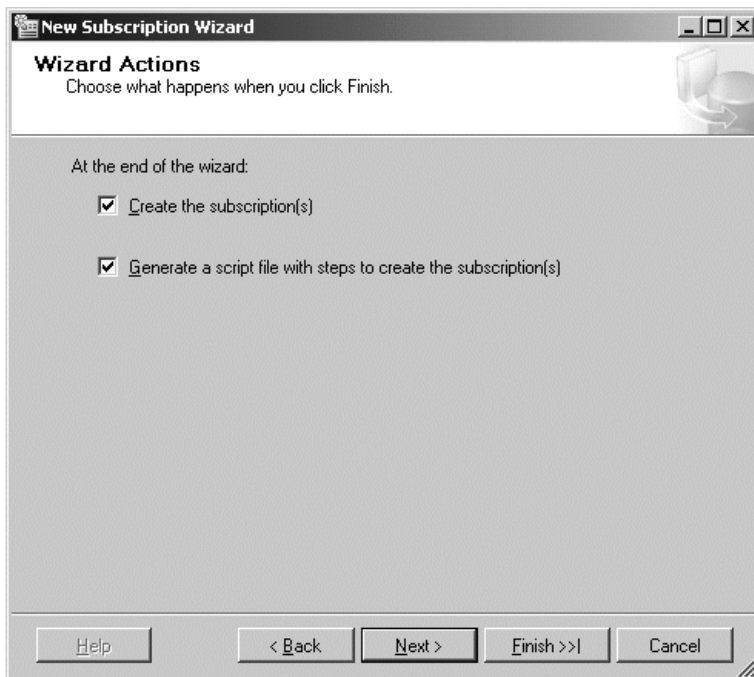 New Subscription Wizard
Wizard Actions
Choose what happens when you click Finish.
At the end of the wizard:
Create the subscription(s)
Generate a script file with steps to create the subscription(s)
Help
< Back
Next >
Finish >>|
Cancel